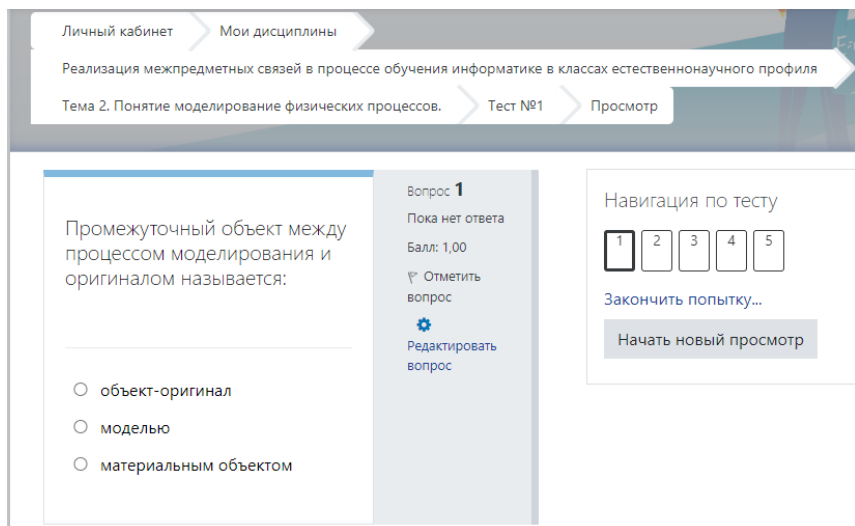 Личный кабинет Мои дисциплины
Реализация межпредметных связей в процессе обучения информатике в классах естественнонаучного профиля
Тема 2. Понятие моделирование физических процессов. Тест №1 Просмотр
Промежуточный объект между
процессом моделирования и
оригиналом называется:
объект-оригинал
моделью
материальным объектом
Вопрос 1
Пока нет ответа
Балл: 1,00
Отметить
вопрос
Редактировать
вопрос
Навигация по тесту
1 2 3 4 5
Закончить попытку...
Начать новый просмотр